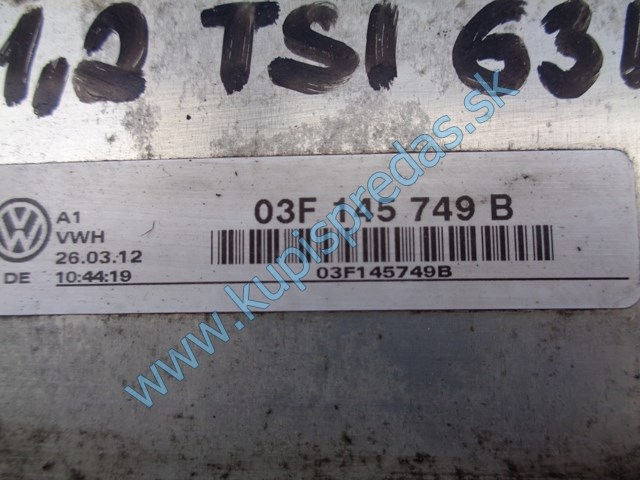 1,2 TSI 63
A1
VWH
26.03.12
DE 10:44:19
03F 145 749 B
03F145749B
www.kupispredas.sk